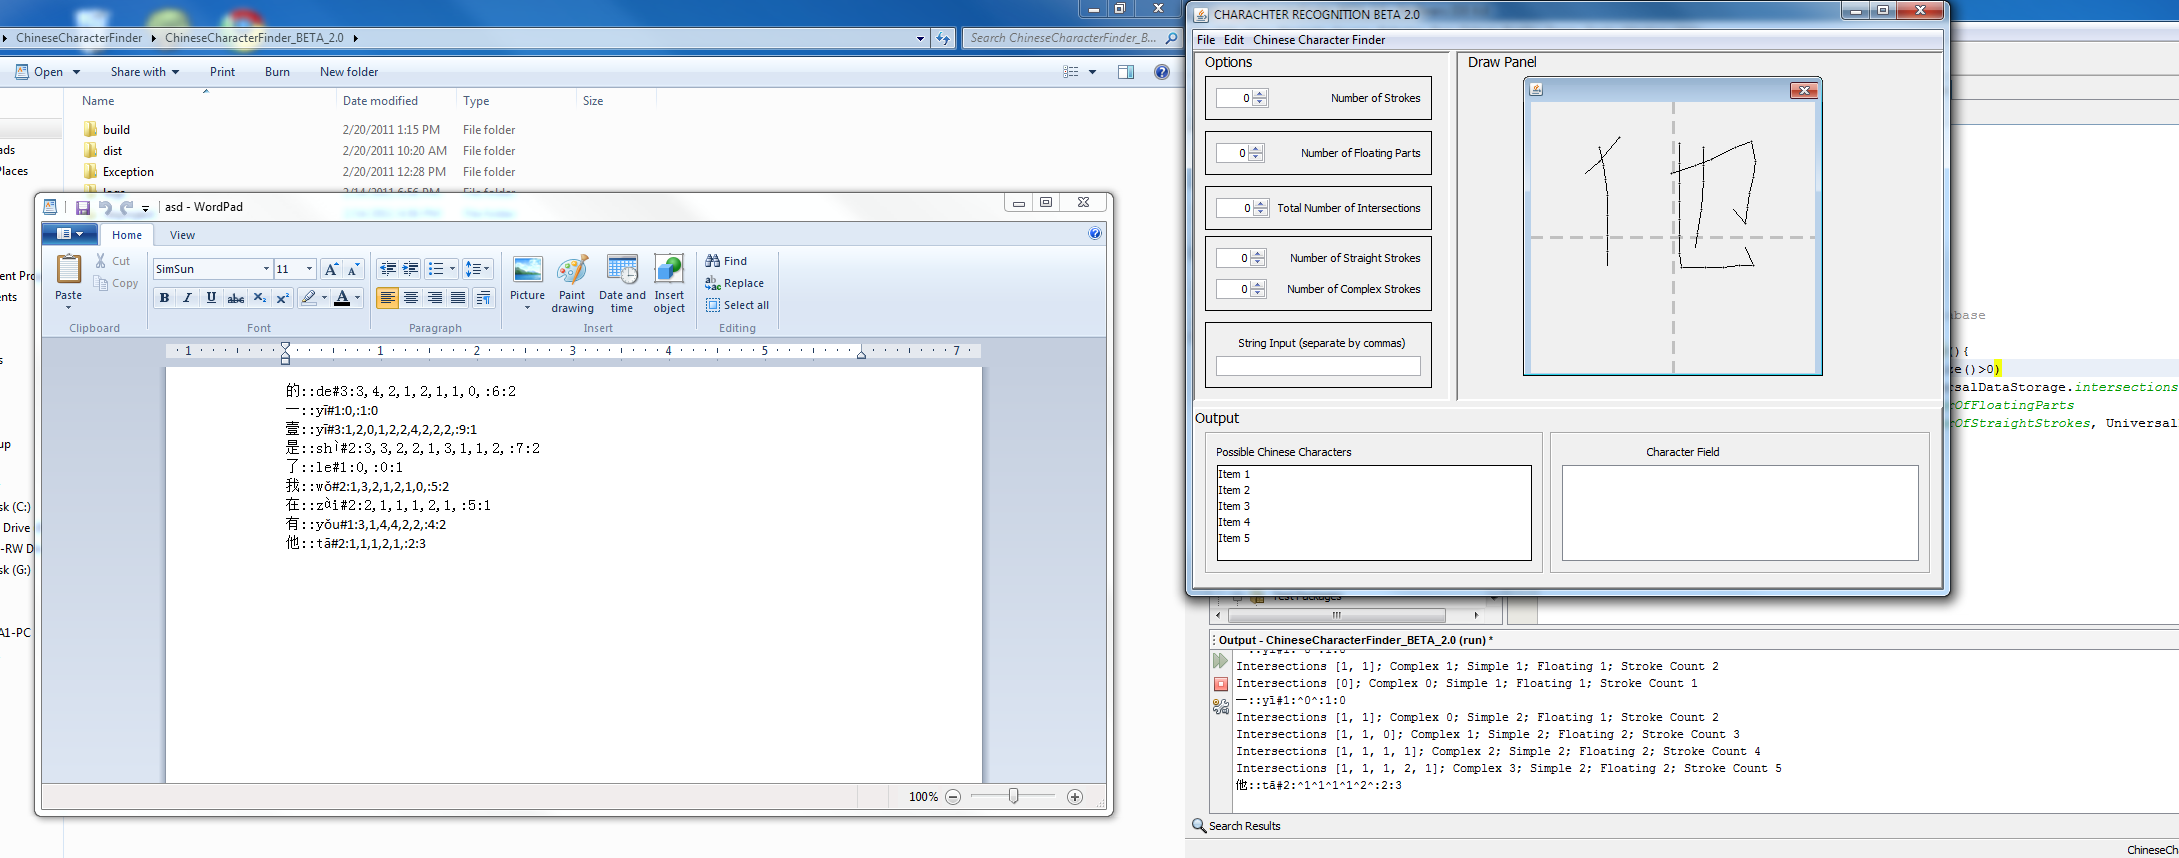 ChineseCharacterFinder ▸ ChineseCharacterFinder_BETA_2.0 ▸
Search ChineseCharacterFinder_B...
Open Share with Print Burn New folder
Name Date modified Type Size
build 2/20/2011 1:15 PM File folder
dist 2/20/2011 10:20 AM File folder
Exception 2/20/2011 12:28 PM File folder
ads
Places
ent Pro
ents
s
up
sk (C:)
Drive
-RW D
sk (G:)
A1-PC
asd - WordPad
Home View
Paste Cut
Copy
Clipboard
SimSun 11
Font
Paragraph
Picture Paint drawing Date and time Insert object
Insert
Find
Replace
Select all
Editing
1 1 2 3 4 5 7
的::de#3:3,4,2,1,2,1,1,0,:6:2
一::yī#1:0,:1:0
壹::yī#3:1,2,0,1,2,2,4,2,2,2,:9:1
是::shì#2:3,3,2,2,1,3,1,1,2,:7:2
了::le#1:0,:0:1
我::wǒ#2:1,3,2,1,2,1,0,:5:2
在::zài#2:2,1,1,1,2,1,:5:1
有::yǒu#1:3,1,4,4,2,2,:4:2
他::tā#2:1,1,1,2,1,:2:3
100%
CHARACHTER RECOGNITION BETA 2.0
File Edit Chinese Character Finder
Options
0 Number of Strokes
0 Number of Floating Parts
0 Total Number of Intersections
0 Number of Straight Strokes
0 Number of Complex Strokes
String Input (separate by commas)
Draw Panel
Output
Possible Chinese Characters
Item 1
Item 2
Item 3
Item 4
Item 5
Character Field
abase
(){
ze()>0)
rsalDataStorage.intersections
rOfFloatingParts
rOfStraightStrokes, Universal
Test Packages
Output - ChineseCharacterFinder_BETA_2.0 (run) *
Intersections [1, 1]; Complex 1; Simple 1; Floating 1; Stroke Count 2
Intersections [0]; Complex 0; Simple 1; Floating 1; Stroke Count 1
一::yī#1:^0^:1:0
Intersections [1, 1]; Complex 0; Simple 2; Floating 1; Stroke Count 2
Intersections [1, 1, 0]; Complex 1; Simple 2; Floating 2; Stroke Count 3
Intersections [1, 1, 1, 1]; Complex 2; Simple 2; Floating 2; Stroke Count 4
Intersections [1, 1, 1, 2, 1]; Complex 3; Simple 2; Floating 2; Stroke Count 5
他::tā#2:^1^1^1^1^2^:2:3
Search Results
ChineseCh